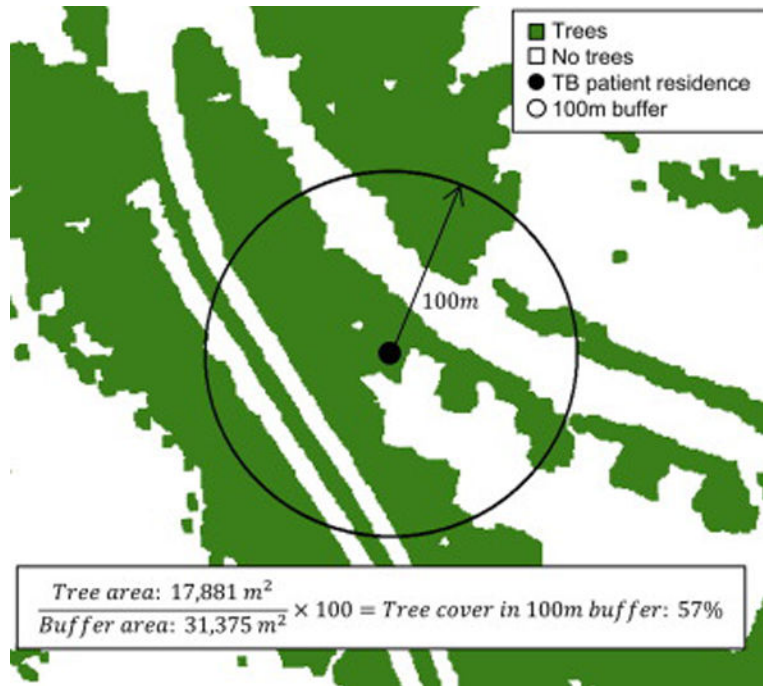 Trees
No trees
TB patient residence
100m buffer
100m
Tree area: 17,881 m²
Buffer area: 31,375 m²
× 100 = Tree cover in 100m buffer: 57%